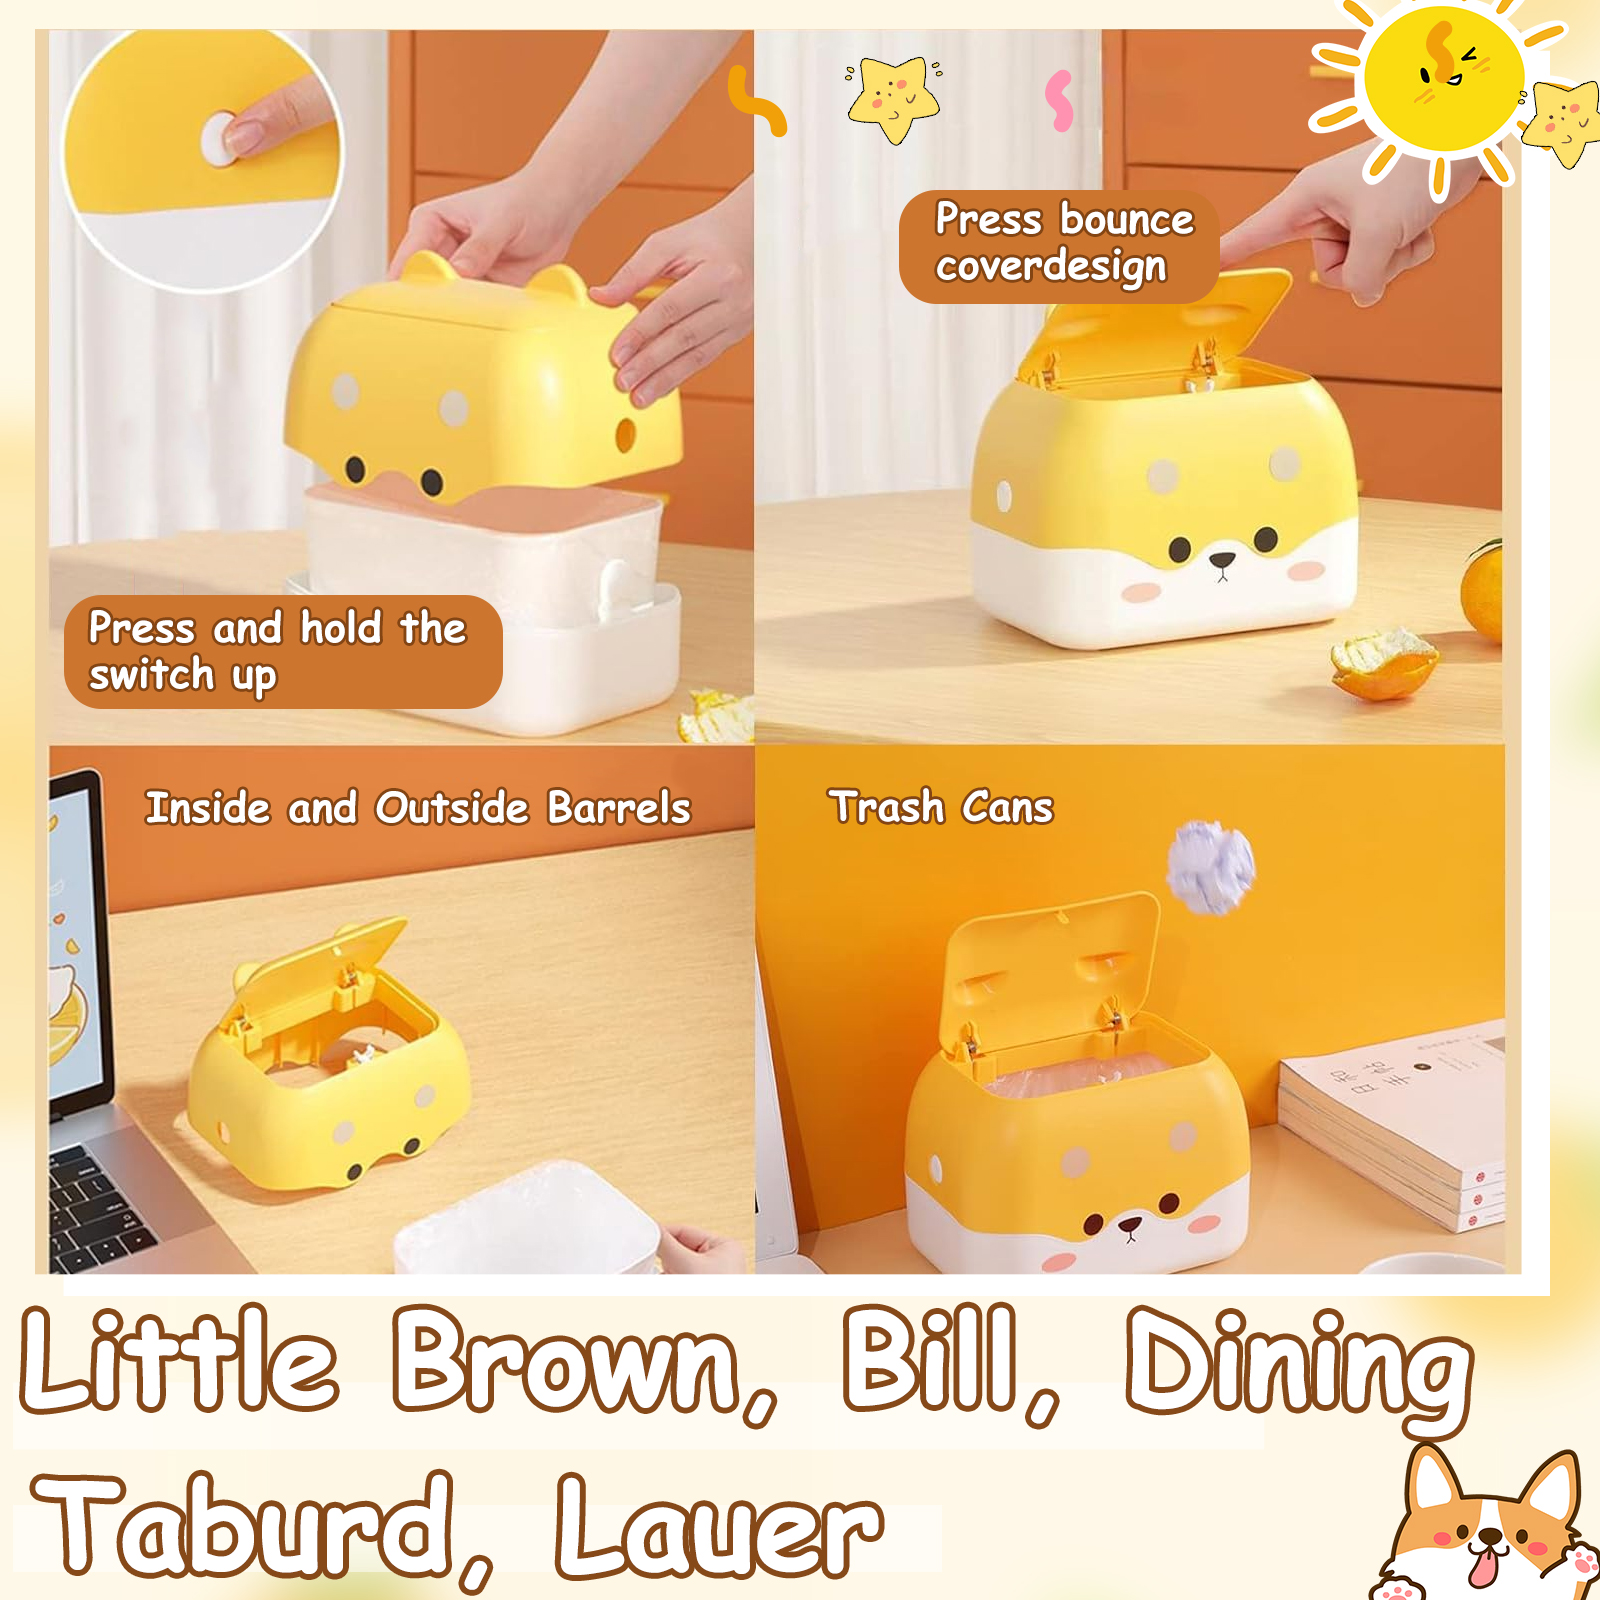 Press bounce
coverdesign
Press and hold the
switch up
Inside and Outside Barrels
Trash Cans
Little Brown, Bill, Dining
Taburd, Lauer